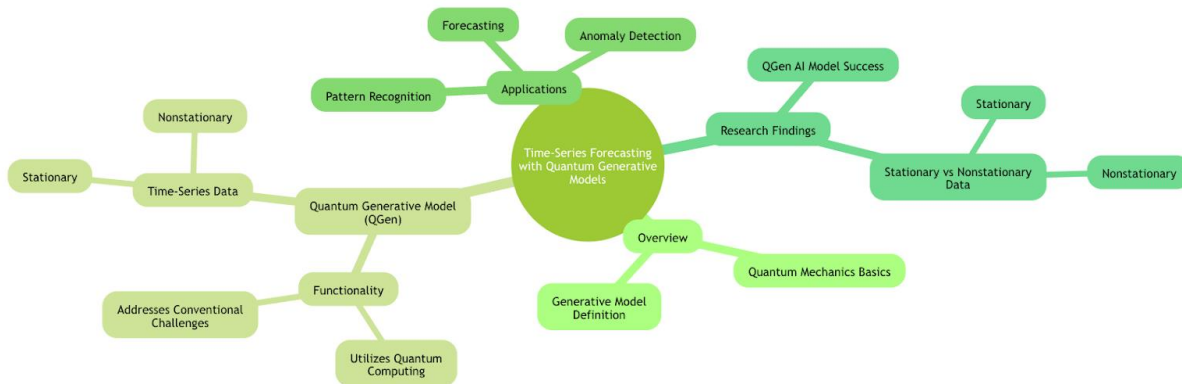 Forecasting
Anomaly Detection
Pattern Recognition
Applications
QGen AI Model Success
Research Findings
Stationary
Stationary vs Nonstationary
Data
Nonstationary
Time-Series Forecasting
with Quantum Generative
Models
Nonstationary
Stationary
Time-Series Data
Quantum Generative Model
(QGen)
Functionality
Addresses Conventional
Challenges
Utilizes Quantum
Computing
Overview
Quantum Mechanics Basics
Generative Model
Definition